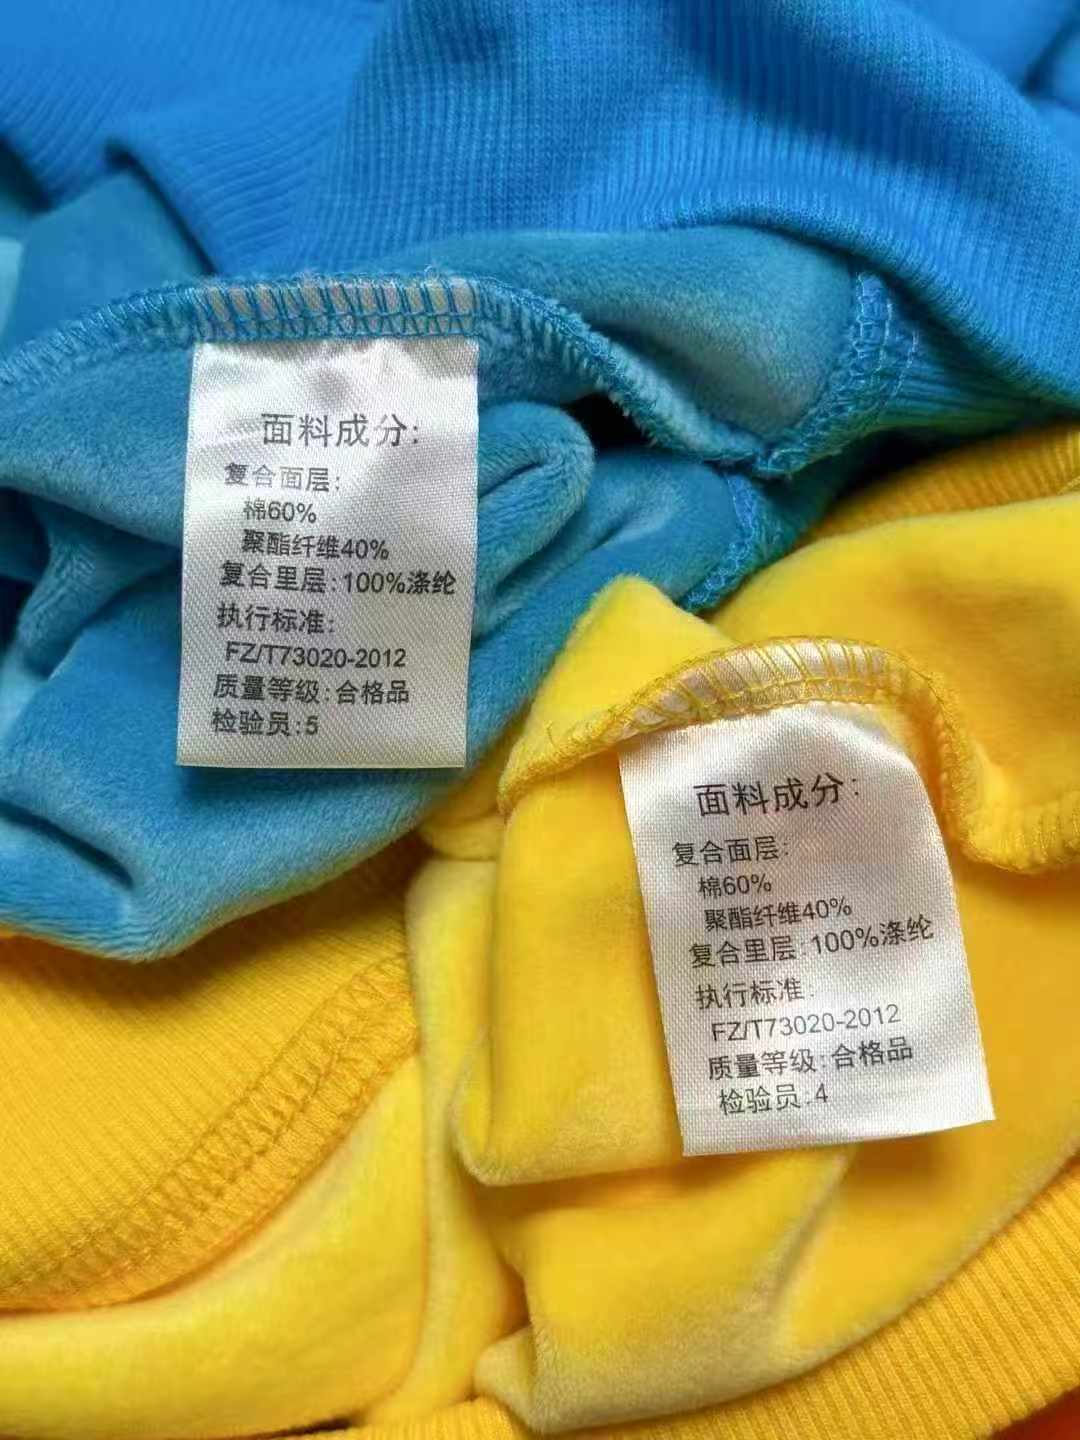 面料成分:
复合面层:
棉60%
聚酯纤维40%
复合里层:100%涤纶
执行标准:
FZ/T73020-2012
质量等级:合格品
检验员:5
面料成分:
复合面层:
棉60%
聚酯纤维40%
复合里层:100%涤纶
执行标准:
FZ/T73020-2012
质量等级:合格品
检验员:4